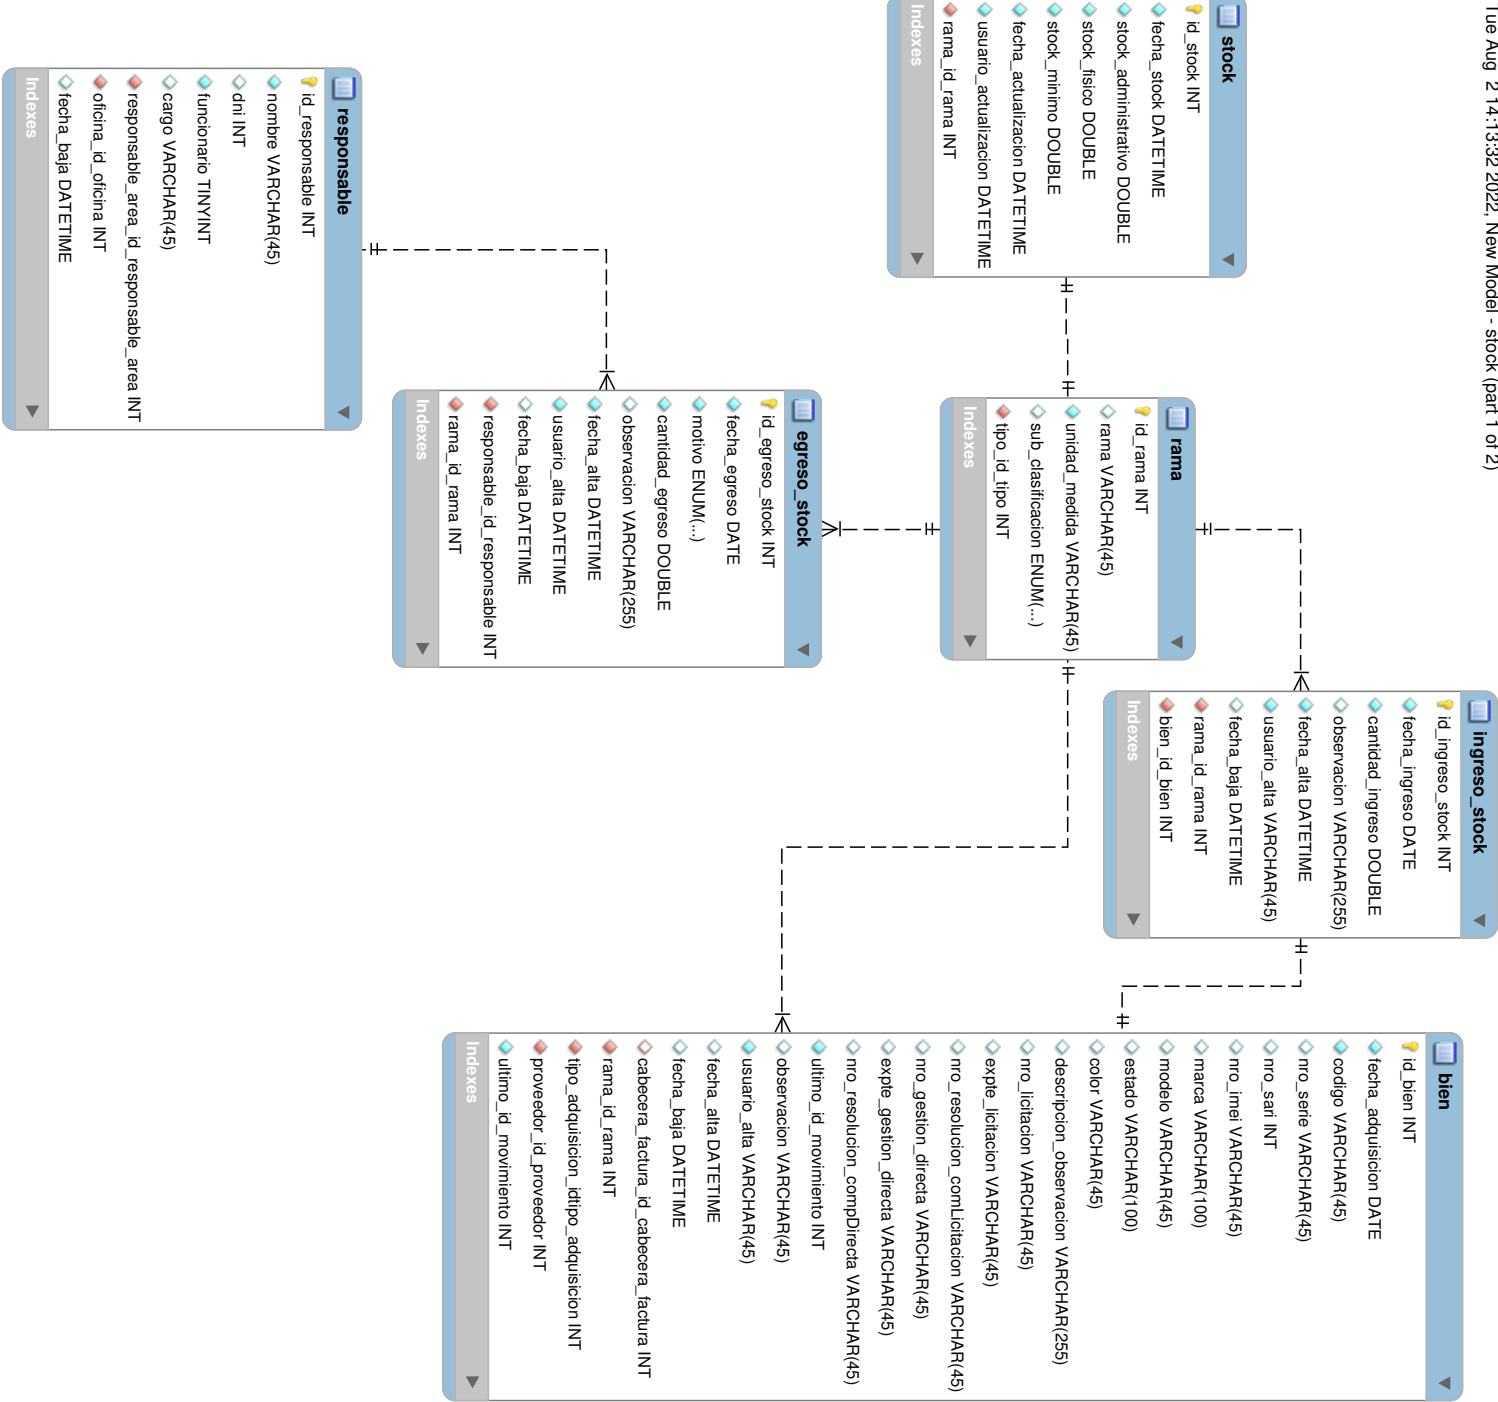 Tue Aug 2 14:13:32 2022, New Model - stock (part 1 of 2)
stock
id_stock INT
fecha_stock DATETIME
stock_administrativo DOUBLE
stock_fisico DOUBLE
stock_minimo DOUBLE
fecha_actualizacion DATETIME
usuario_actualizacion DATETIME
rama_id_rama INT
Indexes
rama
id_rama INT
rama VARCHAR(45)
unidad_medida VARCHAR(45)
sub_clasificacion ENUM(...)
tipo_id_tipo INT
Indexes
ingreso_stock
id_ingreso_stock INT
fecha_ingreso DATE
cantidad_ingreso DOUBLE
observacion VARCHAR(255)
fecha_alta DATETIME
usuario_alta VARCHAR(45)
fecha_baja DATETIME
rama_id_rama INT
bien_id_bien INT
Indexes
bien
id_bien INT
fecha_adquisicion DATE
codigo VARCHAR(45)
nro_serie VARCHAR(45)
nro_sari INT
nro_imei VARCHAR(45)
marca VARCHAR(100)
modelo VARCHAR(45)
estado VARCHAR(100)
color VARCHAR(45)
descripcion_observacion VARCHAR(255)
nro_licitacion VARCHAR(45)
expte_licitacion VARCHAR(45)
nro_resolucion_comLicitacion VARCHAR(45)
nro_gestion_directa VARCHAR(45)
expte_gestion_directa VARCHAR(45)
nro_resolucion_compDirecta VARCHAR(45)
ultimo_id_movimiento INT
observacion VARCHAR(45)
usuario_alta VARCHAR(45)
fecha_alta DATETIME
fecha_baja DATETIME
cabecera_factura_id_cabecera_factura INT
rama_id_rama INT
tipo_adquisicion_idtipo_adquisicion INT
proveedor_id_proveedor INT
ultimo_id_movimiento INT
Indexes
egreso_stock
id_egreso_stock INT
fecha_egreso DATE
motivo ENUM(...)
cantidad_egreso DOUBLE
observacion VARCHAR(255)
fecha_alta DATETIME
usuario_alta DATETIME
fecha_baja DATETIME
responsable_id_responsable INT
rama_id_rama INT
Indexes
responsable
id_responsable INT
nombre VARCHAR(45)
dni INT
funcionario TINYINT
cargo VARCHAR(45)
responsable_area_id_responsable_area INT
oficina_id_oficina INT
fecha_baja DATETIME
Indexes